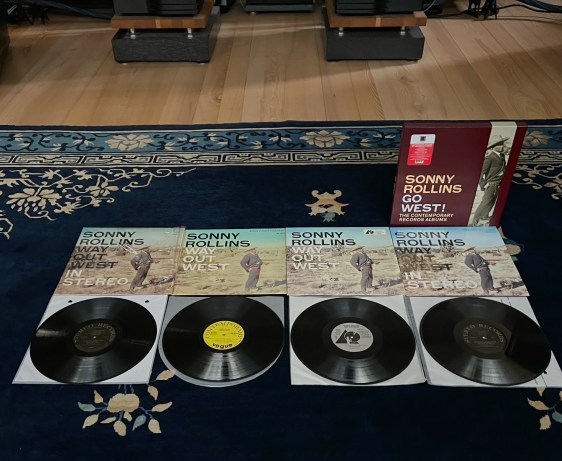 SONNY
ROLLINS
GO
WEST!
THE CONTEMPORARY
RECORDS ALBUMS
SONNY
ROLLINS
WAY
OUT
WEST
IN
STEREO
SONNY
ROLLINS
WAY
OUT
WEST
vogue
SONNY
ROLLINS
WAY
OUT
WEST
SONNY
ROLLINS
WAY
OUT
WEST
IN
STEREO